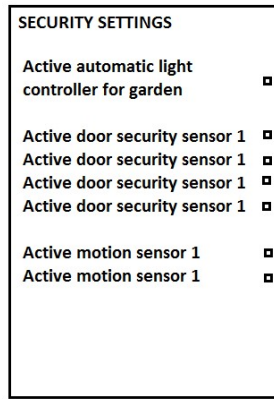 SECURITY SETTINGS
Active automatic light
controller for garden
Active door security sensor 1
Active door security sensor 1
Active door security sensor 1
Active door security sensor 1
Active motion sensor 1
Active motion sensor 1